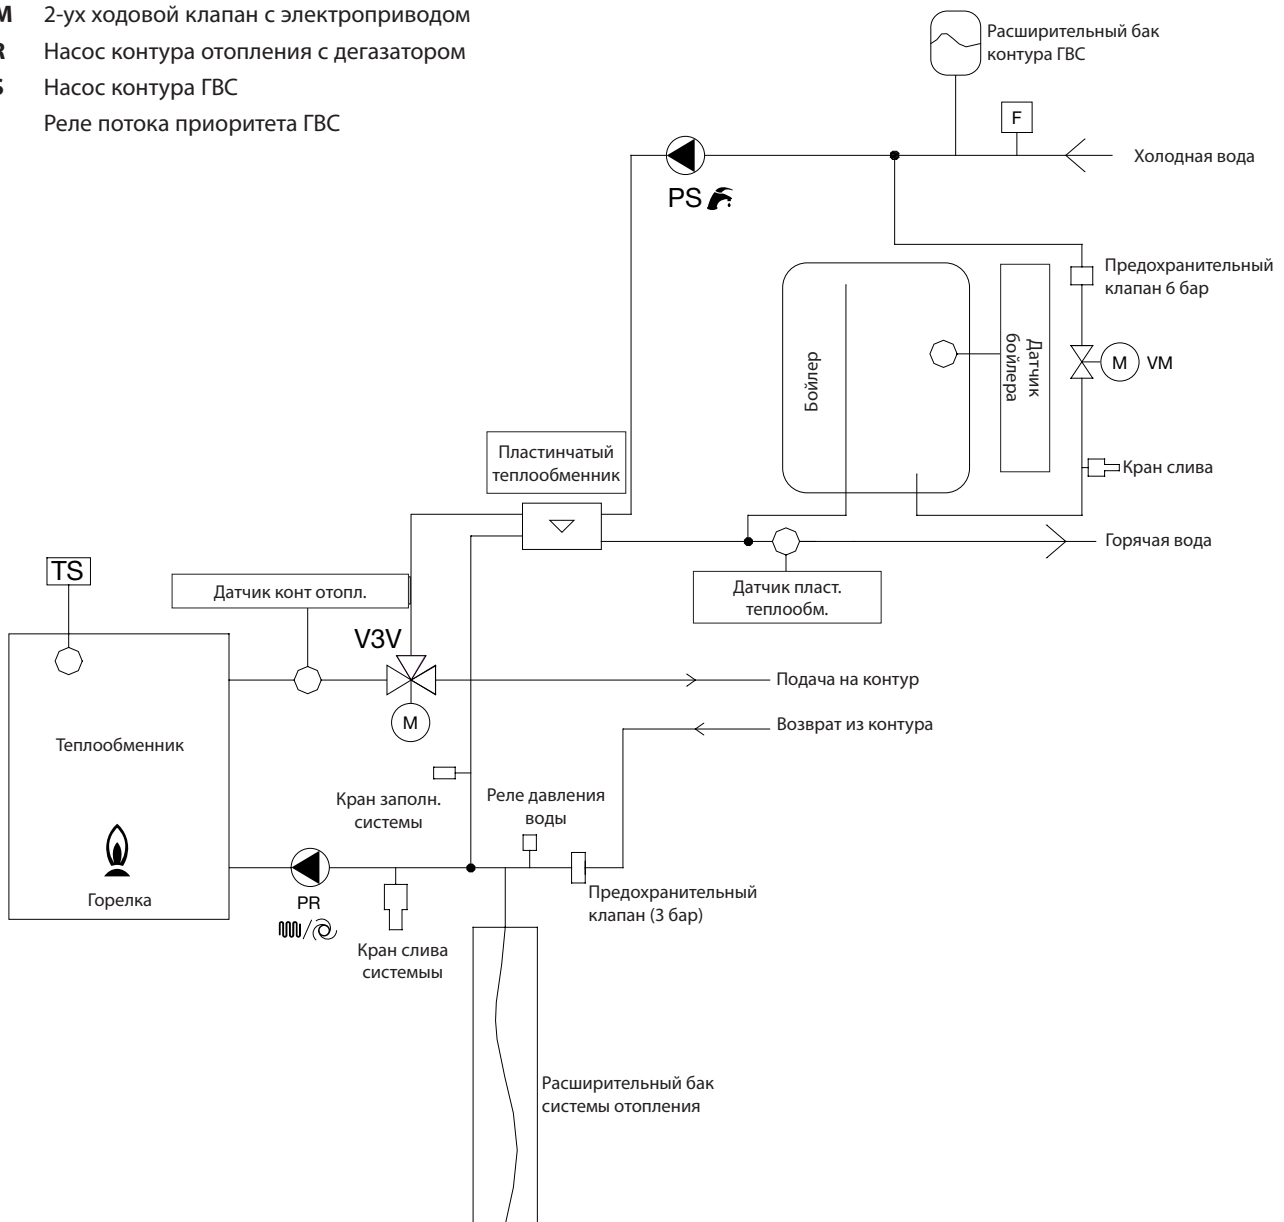 М 2-ух ходовой клапан с электроприводом
R Насос контура отопления с дегазатором
S Насос контура ГВС
Реле потока приоритета ГВС
Расширительный бак
контура ГВС
F
Холодная вода
PS
Предохранительный
клапан 6 бар
Бойлер
Датчик
бойлера
M VM
Пластинчатый
теплообменник
Кран слива
Горячая вода
TS
Датчик конт отопл.
Датчик пласт.
теплообм.
V3V
Подача на контур
M
Возврат из контура
Теплообменник
Кран заполн.
системы
Реле давления
воды
Горелка
PR
Предохранительный
клапан (3 бар)
Кран слива
системыы
Расширительный бак
системы отопления